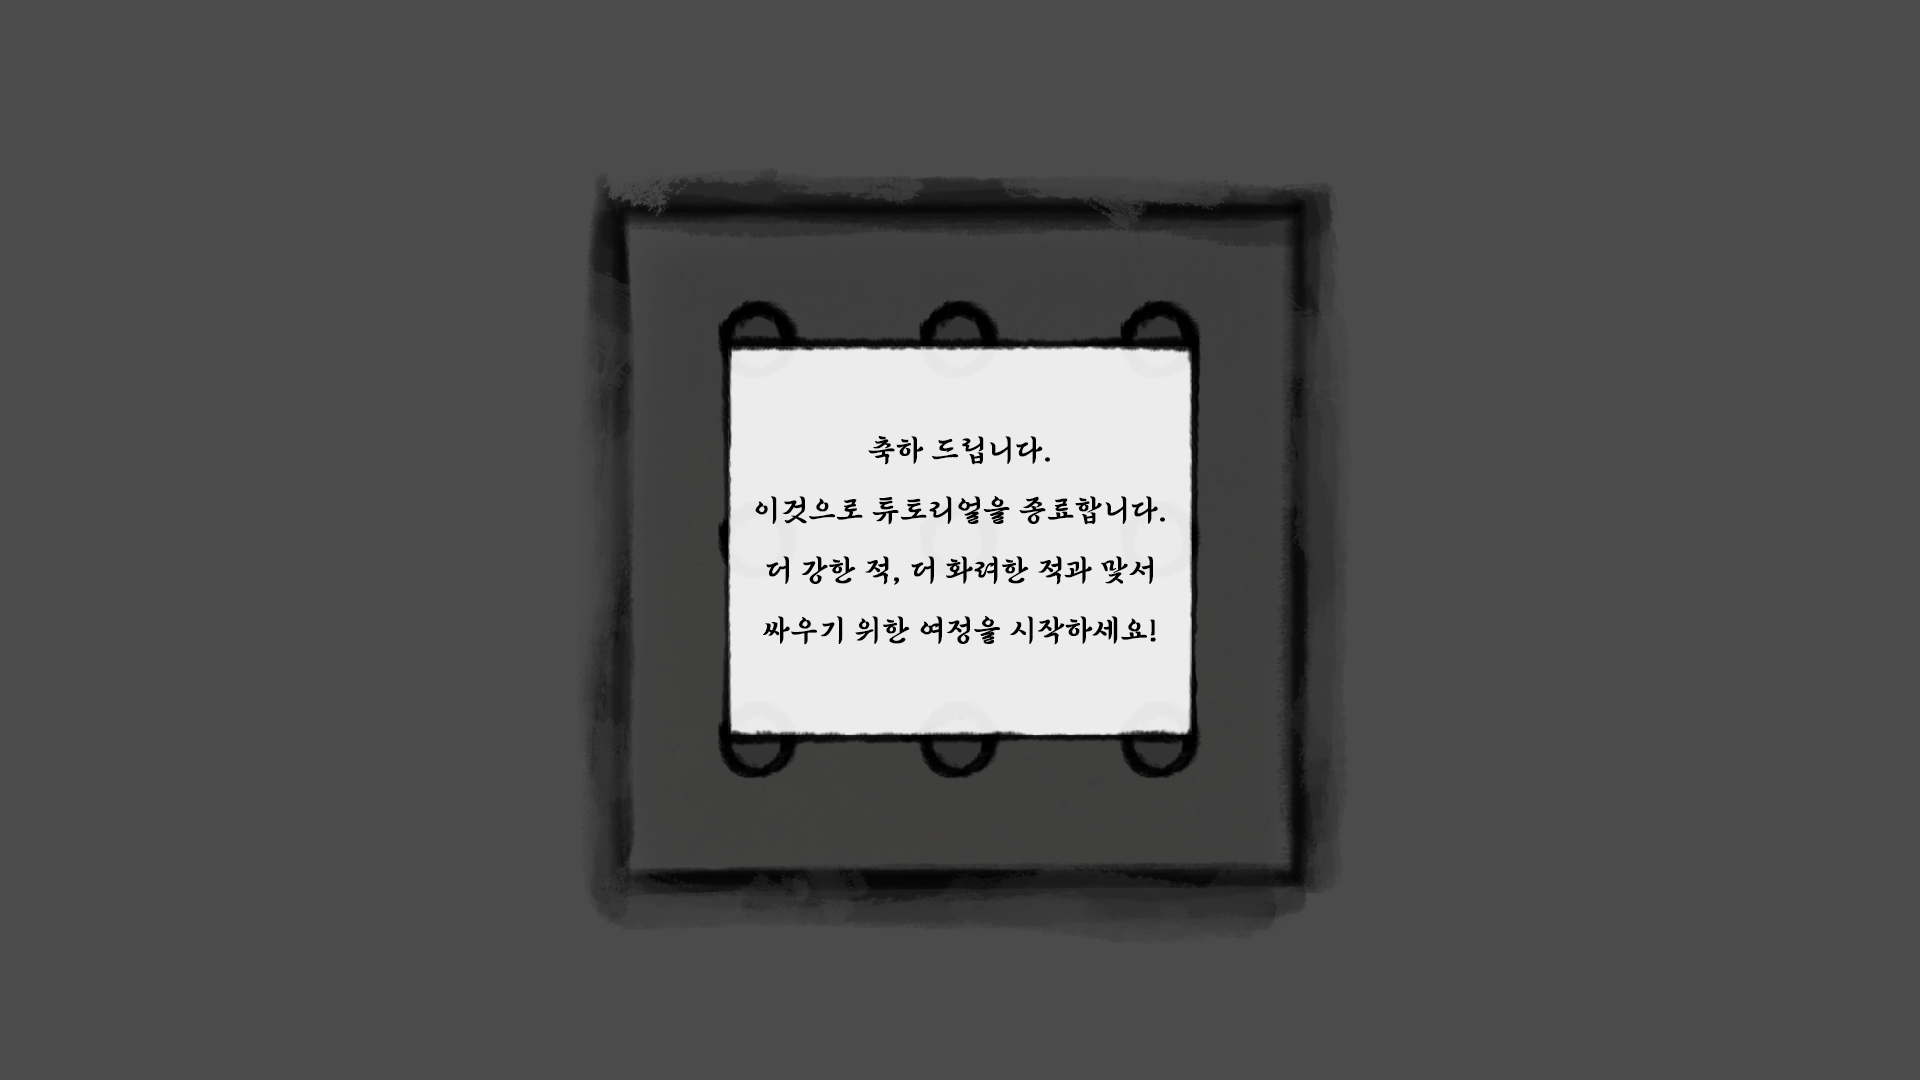 축하 드립니다.
이것으로 튜토리얼을 종료합니다.
더 강한 적, 더 화려한 적과 맞서
싸우기 위한 여정을 시작하세요!